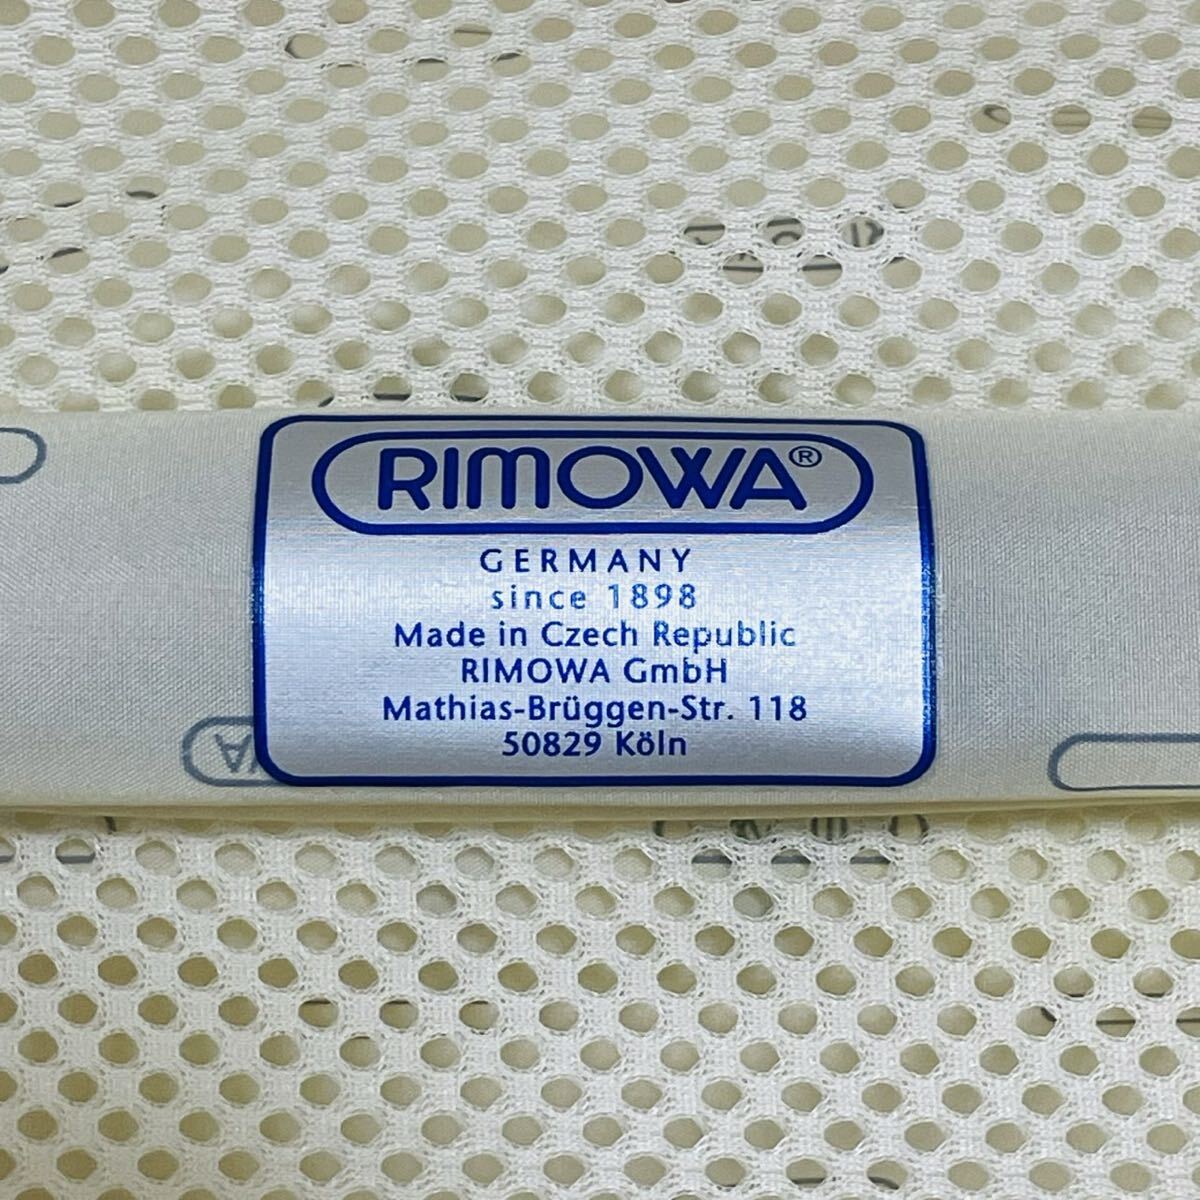 RIMOWA®
GERMANY
since 1898
Made in Czech Republic
RIMOWA GmbH
Mathias-Brüggen-Str. 118
50829 Köln